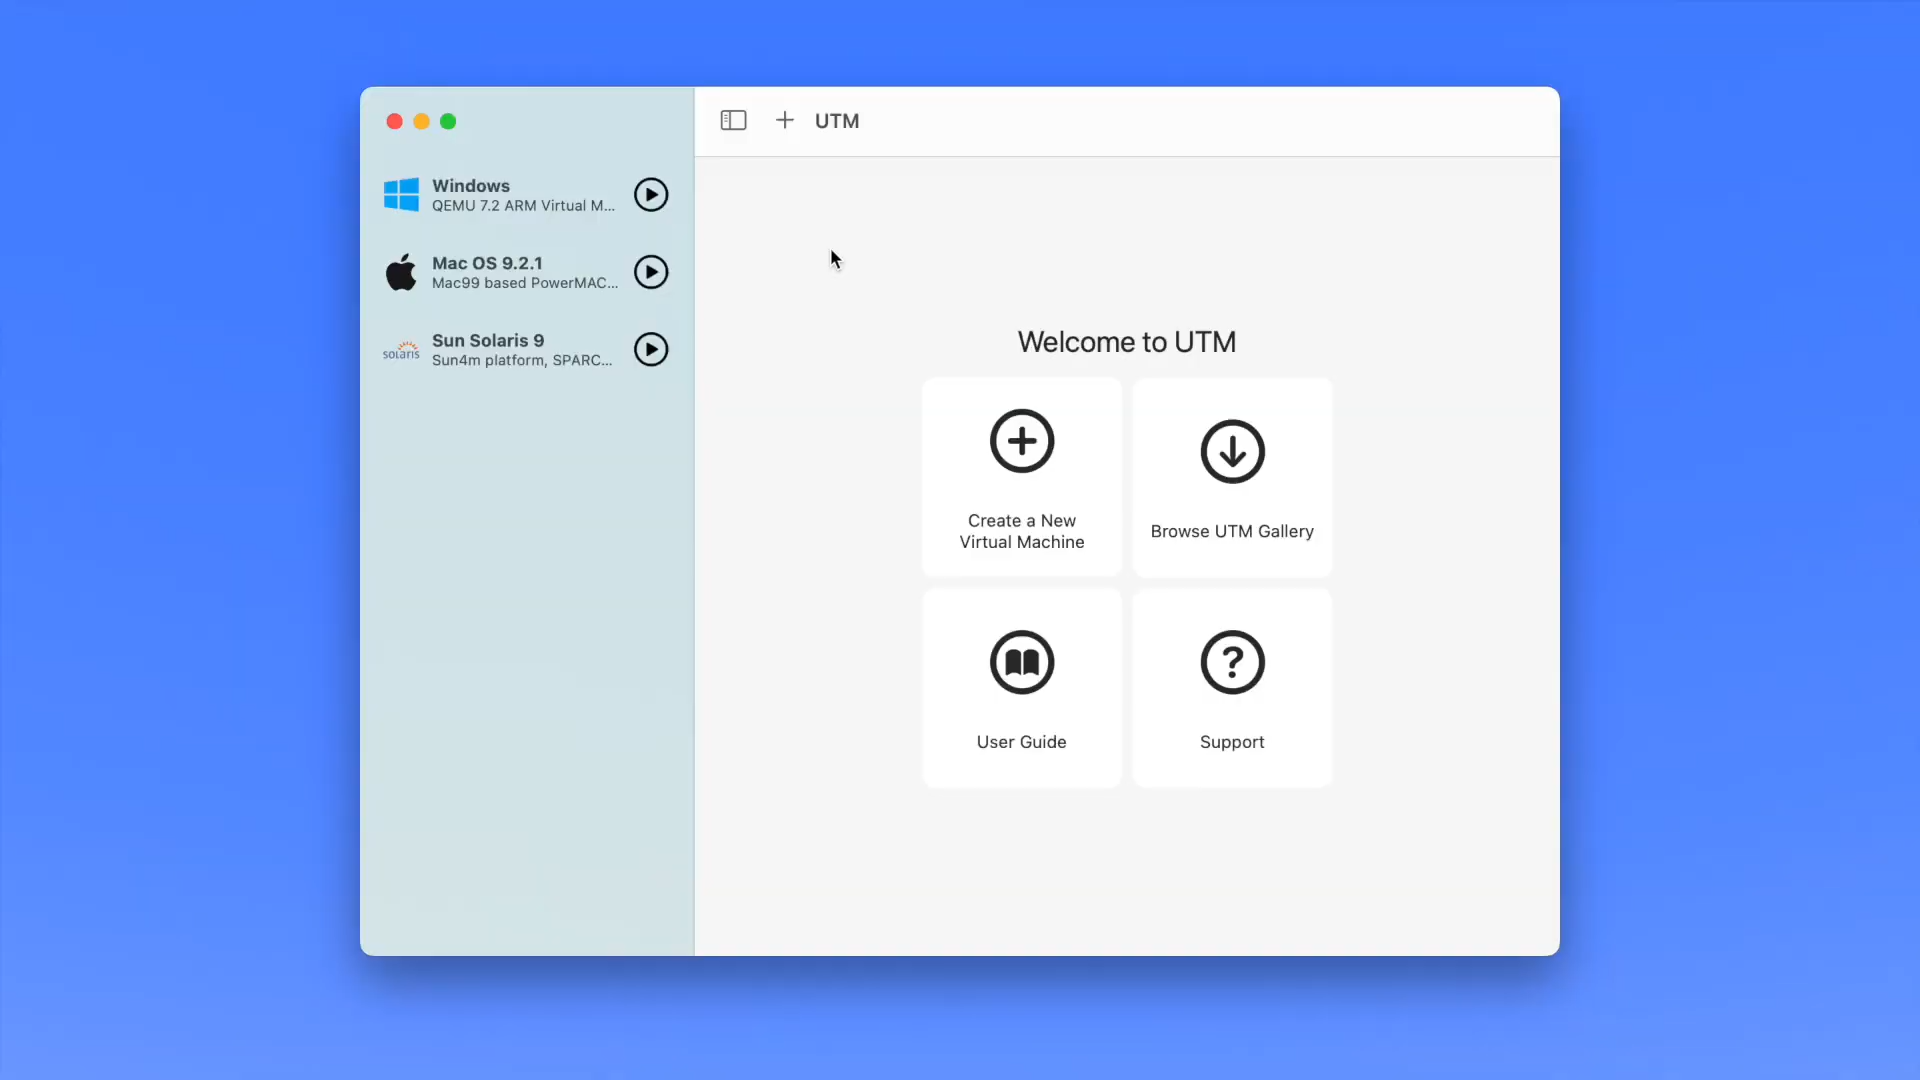 UTM
Windows
QEMU 7.2 ARM Virtual M...
Mac OS 9.2.1
Mac99 based PowerMAC...
solaris
Sun Solaris 9
Sun4m platform, SPARC...
Welcome to UTM
Create a New
Virtual Machine
Browse UTM Gallery
User Guide
Support